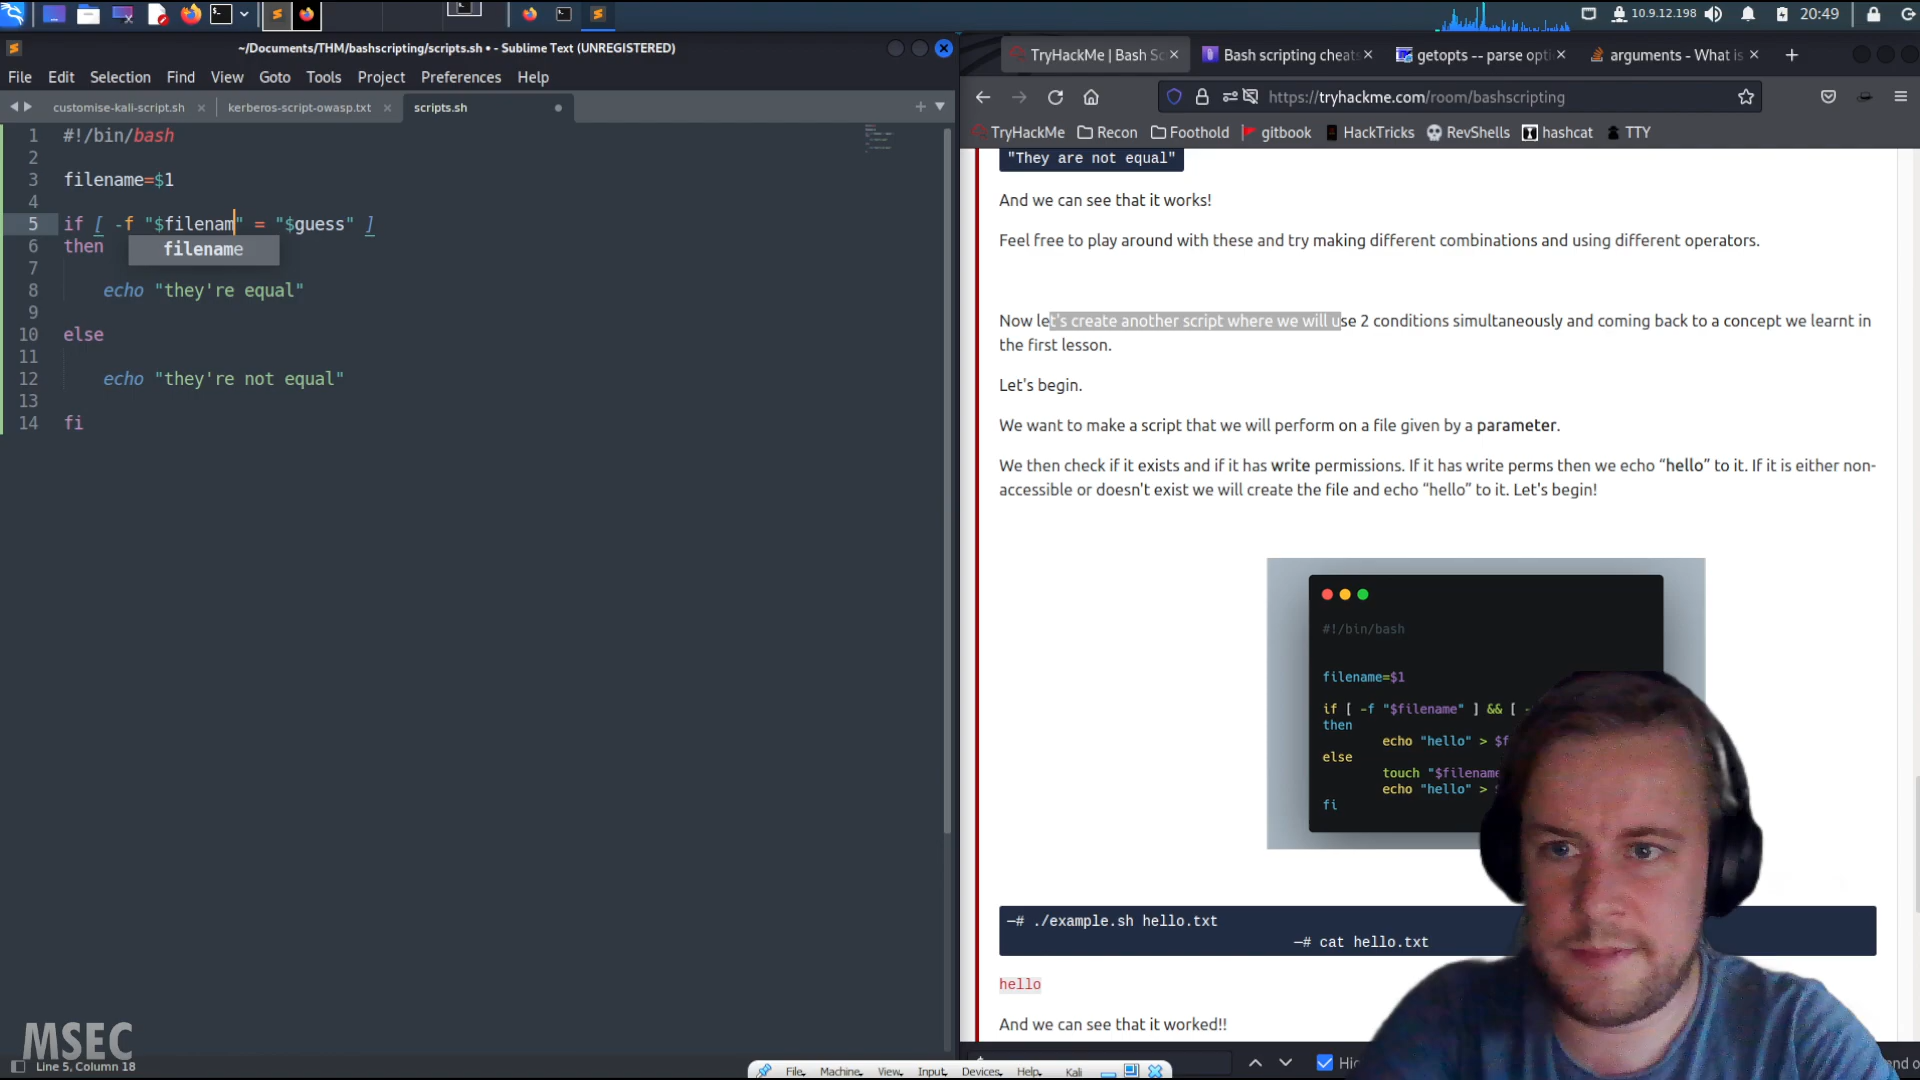 10.9.12.198
20:49
~/Documents/THM/bashscripting/scripts.sh • - Sublime Text (UNREGISTERED)
File Edit Selection Find View Goto Tools Project Preferences Help
customise-kali-script.sh
kerberos-script-owasp.txt
scripts.sh
1 #!/bin/bash
2
3 filename=$1
4
5 if [ -f "$filenam" = "$guess" ]
6 then
filename
7
8 echo "they're equal"
9
10 else
11
12 echo "they're not equal"
13
14 fi
MSEC
Line 5, Column 18
TryHackMe | Bash Sc
Bash scripting cheats
getopts -- parse opti
arguments - What is
https://tryhackme.com/room/bashscripting
TryHackMe Recon Foothold gitbook HackTricks RevShells hashcat TTY
"They are not equal"
And we can see that it works!
Feel free to play around with these and try making different combinations and using different operators.
Now let's create another script where we will use 2 conditions simultaneously and coming back to a concept we learnt in
the first lesson.
Let's begin.
We want to make a script that we will perform on a file given by a parameter.
We then check if it exists and if it has write permissions. If it has write perms then we echo “hello” to it. If it is either non-
accessible or doesn't exist we will create the file and echo “hello” to it. Let's begin!
#!/bin/bash
filename=$1
if [ -f "$filename" ] && [ -
then
echo "hello" > $f
else
touch "$filename
echo "hello" >
fi
—# ./example.sh hello.txt
—# cat hello.txt
hello
And we can see that it worked!!
File Machine View Input Devices Help
Kali